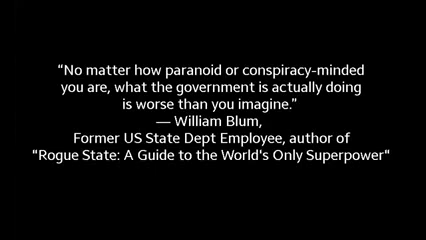 “No matter how paranoid or conspiracy-minded
you are, what the government is actually doing
is worse than you imagine.”
— William Blum,
Former US State Dept Employee, author of
"Rogue State: A Guide to the World's Only Superpower"